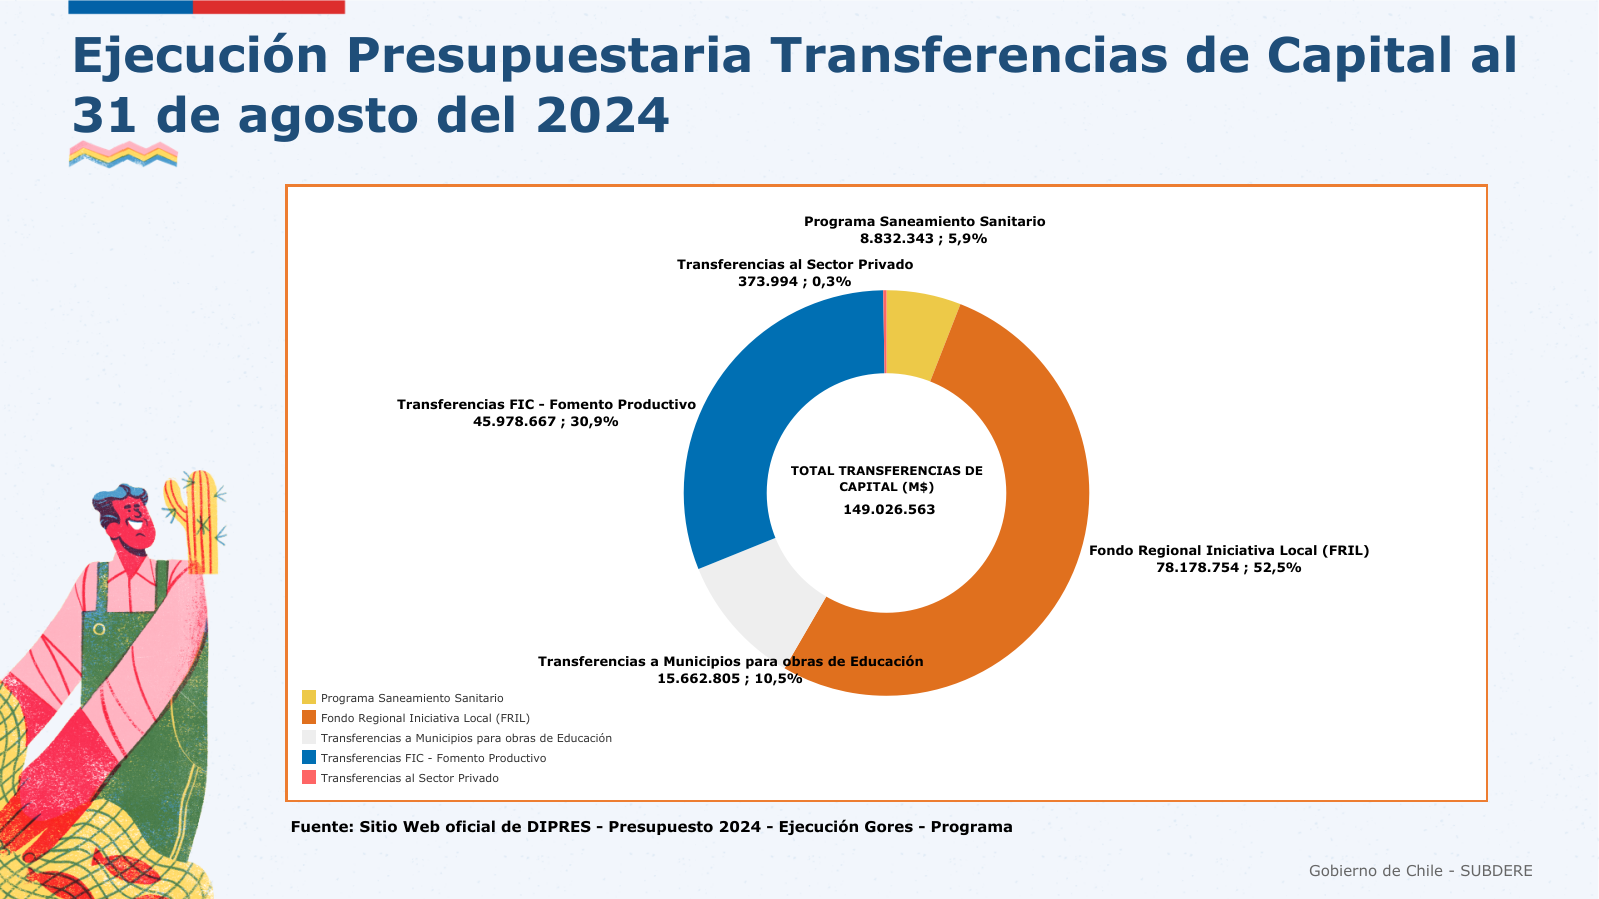 Ejecución Presupuestaria Transferencias de Capital al
31 de agosto del 2024
Programa Saneamiento Sanitario
8.832.343 ; 5,9%
Transferencias al Sector Privado
373.994 ; 0,3%
Transferencias FIC - Fomento Productivo
45.978.667 ; 30,9%
TOTAL TRANSFERENCIAS DE
CAPITAL (M$)
149.026.563
Fondo Regional Iniciativa Local (FRIL)
78.178.754 ; 52,5%
Transferencias a Municipios para obras de Educación
15.662.805 ; 10,5%
Programa Saneamiento Sanitario
Fondo Regional Iniciativa Local (FRIL)
Transferencias a Municipios para obras de Educación
Transferencias FIC - Fomento Productivo
Transferencias al Sector Privado
Fuente: Sitio Web oficial de DIPRES - Presupuesto 2024 - Ejecución Gores - Programa
Gobierno de Chile - SUBDERE